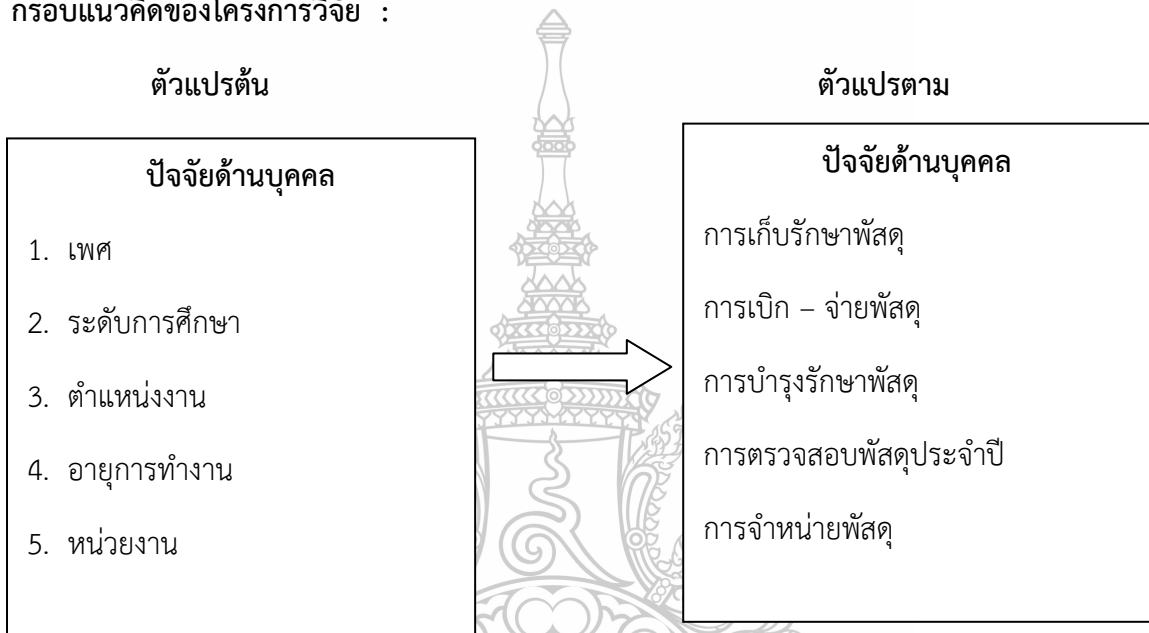 กรอบแนวคิดของโครงการวิจัย :
ตัวแปรต้น
ปัจจัยด้านบุคคล
1. เพศ
2. ระดับการศึกษา
3. ตำแหน่งงาน
4. อายุการทำงาน
5. หน่วยงาน
ตัวแปรตาม
ปัจจัยด้านบุคคล
การเก็บรักษาพัสดุ
การเบิก – จ่ายพัสดุ
การบำรุงรักษาพัสดุ
การตรวจสอบพัสดุประจำปี
การจำหน่ายพัสดุ